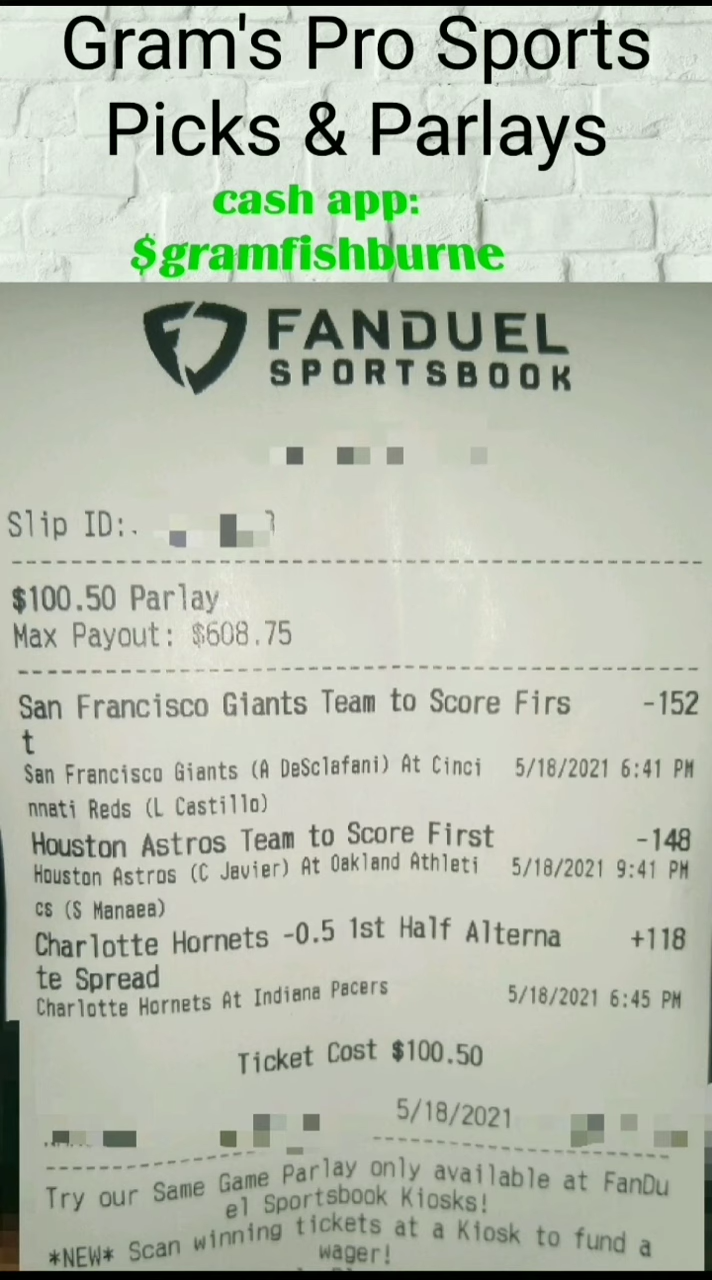 Gram's Pro Sports
Picks & Parlays
cash app:
$gramfishburne
FANDUEL
SPORTSBOOK
Slip ID:.
$100.50 Parlay
Max Payout: $608.75
San Francisco Giants Team to Score Firs -152
t
San Francisco Giants (A DeSclafani) At Cinci 5/18/2021 6:41 PM
nnati Reds (L Castillo)
Houston Astros Team to Score First -148
Houston Astros (C Javier) At Oakland Athleti 5/18/2021 9:41 PM
cs (S Manaea)
Charlotte Hornets -0.5 1st Half Alterna +118
te Spread
Charlotte Hornets At Indiana Pacers 5/18/2021 6:45 PM
Ticket Cost $100.50
5/18/2021
Try our Same Game Parlay only available at FanDu
el Sportsbook Kiosks!
*NEW* Scan winning tickets at a Kiosk to fund a
wager!